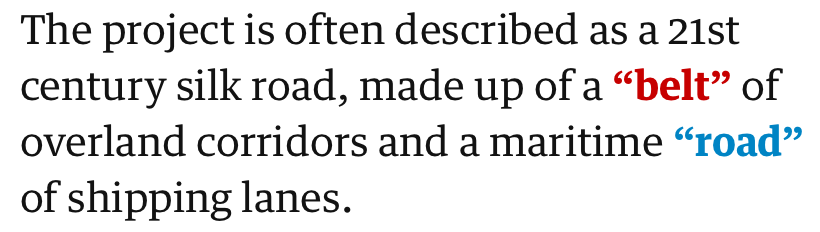 The project is often described as a 21st
century silk road, made up of a “belt” of
overland corridors and a maritime “road”
of shipping lanes.